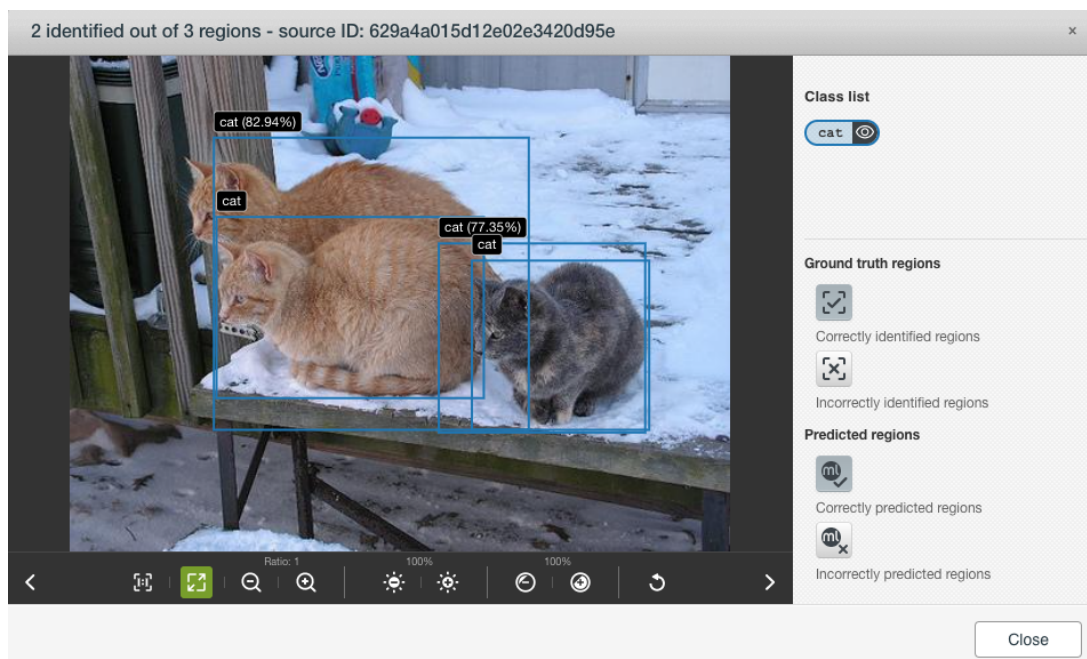 2 identified out of 3 regions - source ID: 629a4a015d12e02e3420d95e
x
cat (82.94%)
cat
cat (77.35%)
cat
Class list
cat
Ground truth regions
Correctly identified regions
Incorrectly identified regions
Predicted regions
ml
Correctly predicted regions
ml
Incorrectly predicted regions
Ratio: 1
100%
100%
Close